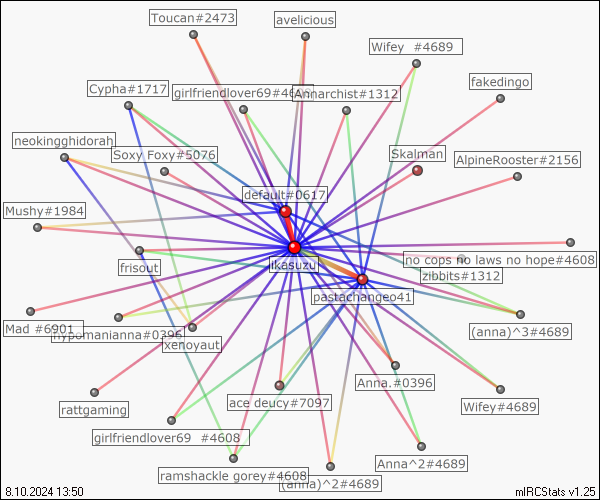 Toucan#2473
avelicious
Wifey #4689
fakedingo
Cypha#1717
girlfriendlover69#46
Annarchist#1312
neokingghidorah
Soxy Foxy#5076
Skalman
AlpineRooster#2156
default#0617
Mushy#1984
frisout
ikasuzu
no cops no laws no hope#4608
zibbits#1312
pastachangeo41
Mad #6901
hypomanianna#0396
xenoyaut
(anna)^3#4689
Anna.#0396
rattgaming
ace deucy#7097
Wifey#4689
girlfriendlover69 #4608
Anna^2#4689
ramshackle gorey#4608
(anna)^2#4689
8.10.2024 13:50
mIRCStats v1.25